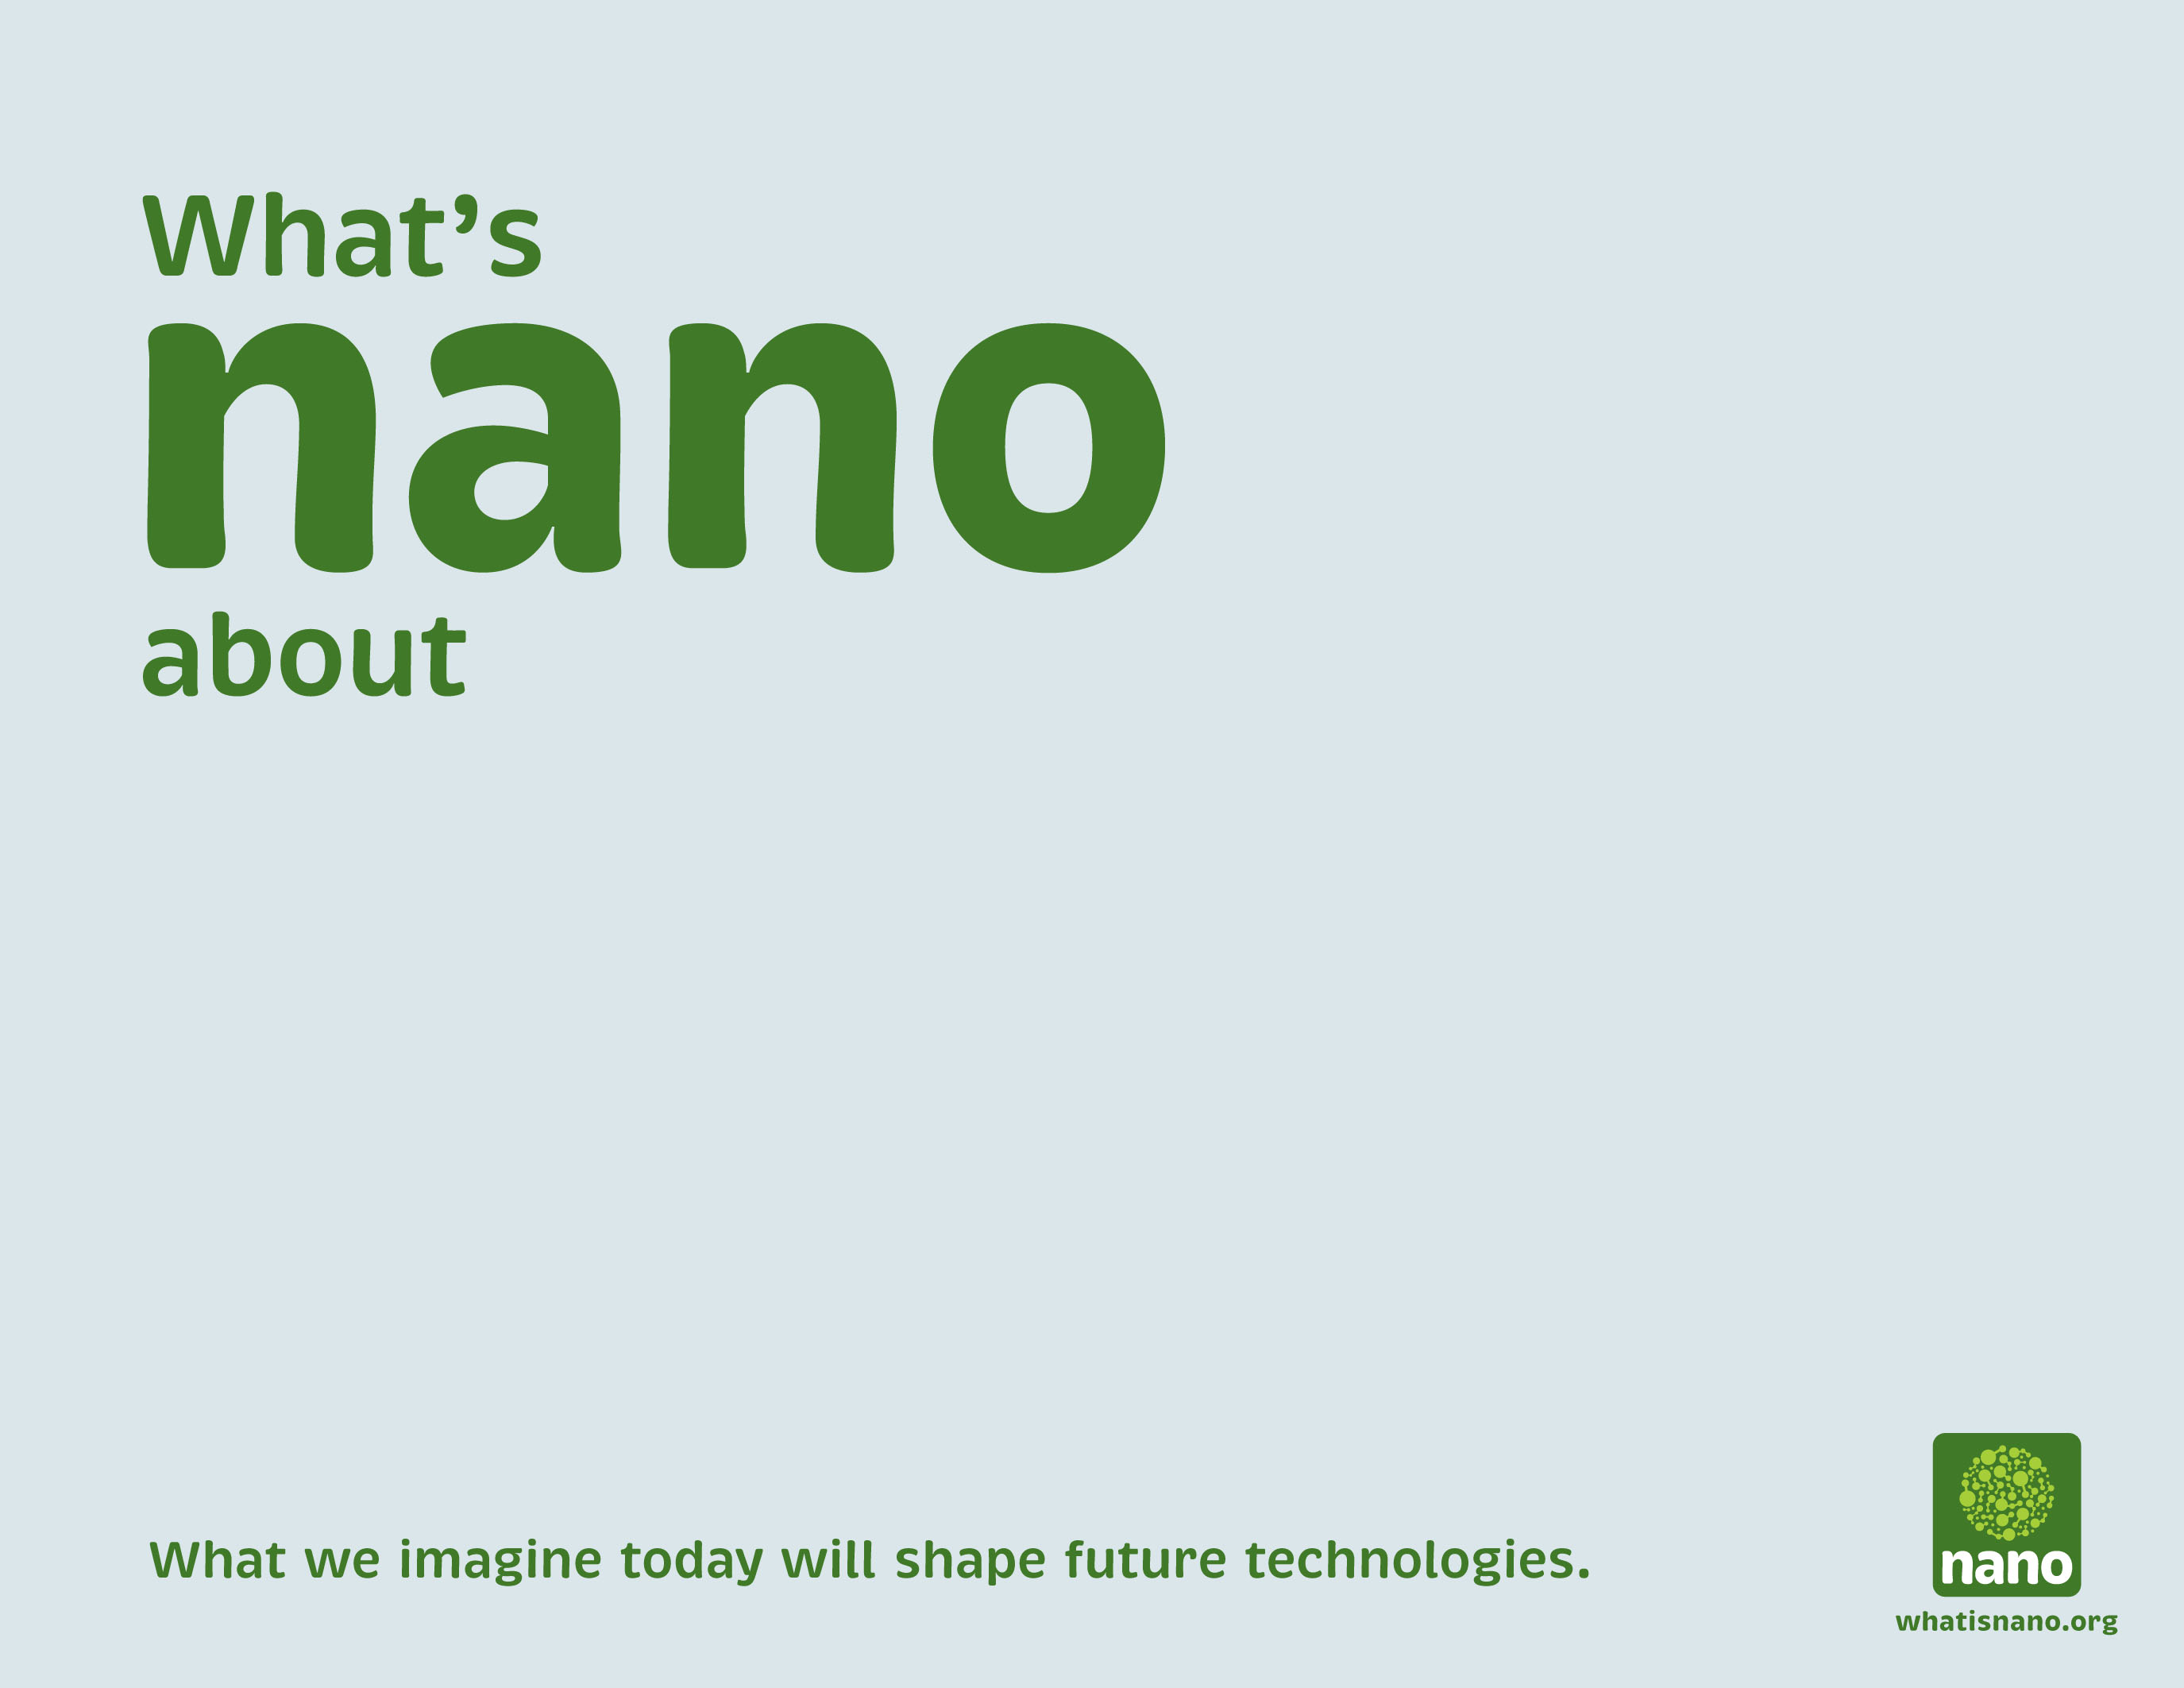 What’s
nano
about
What we imagine today will shape future technologies.
nano
whatisnano.org